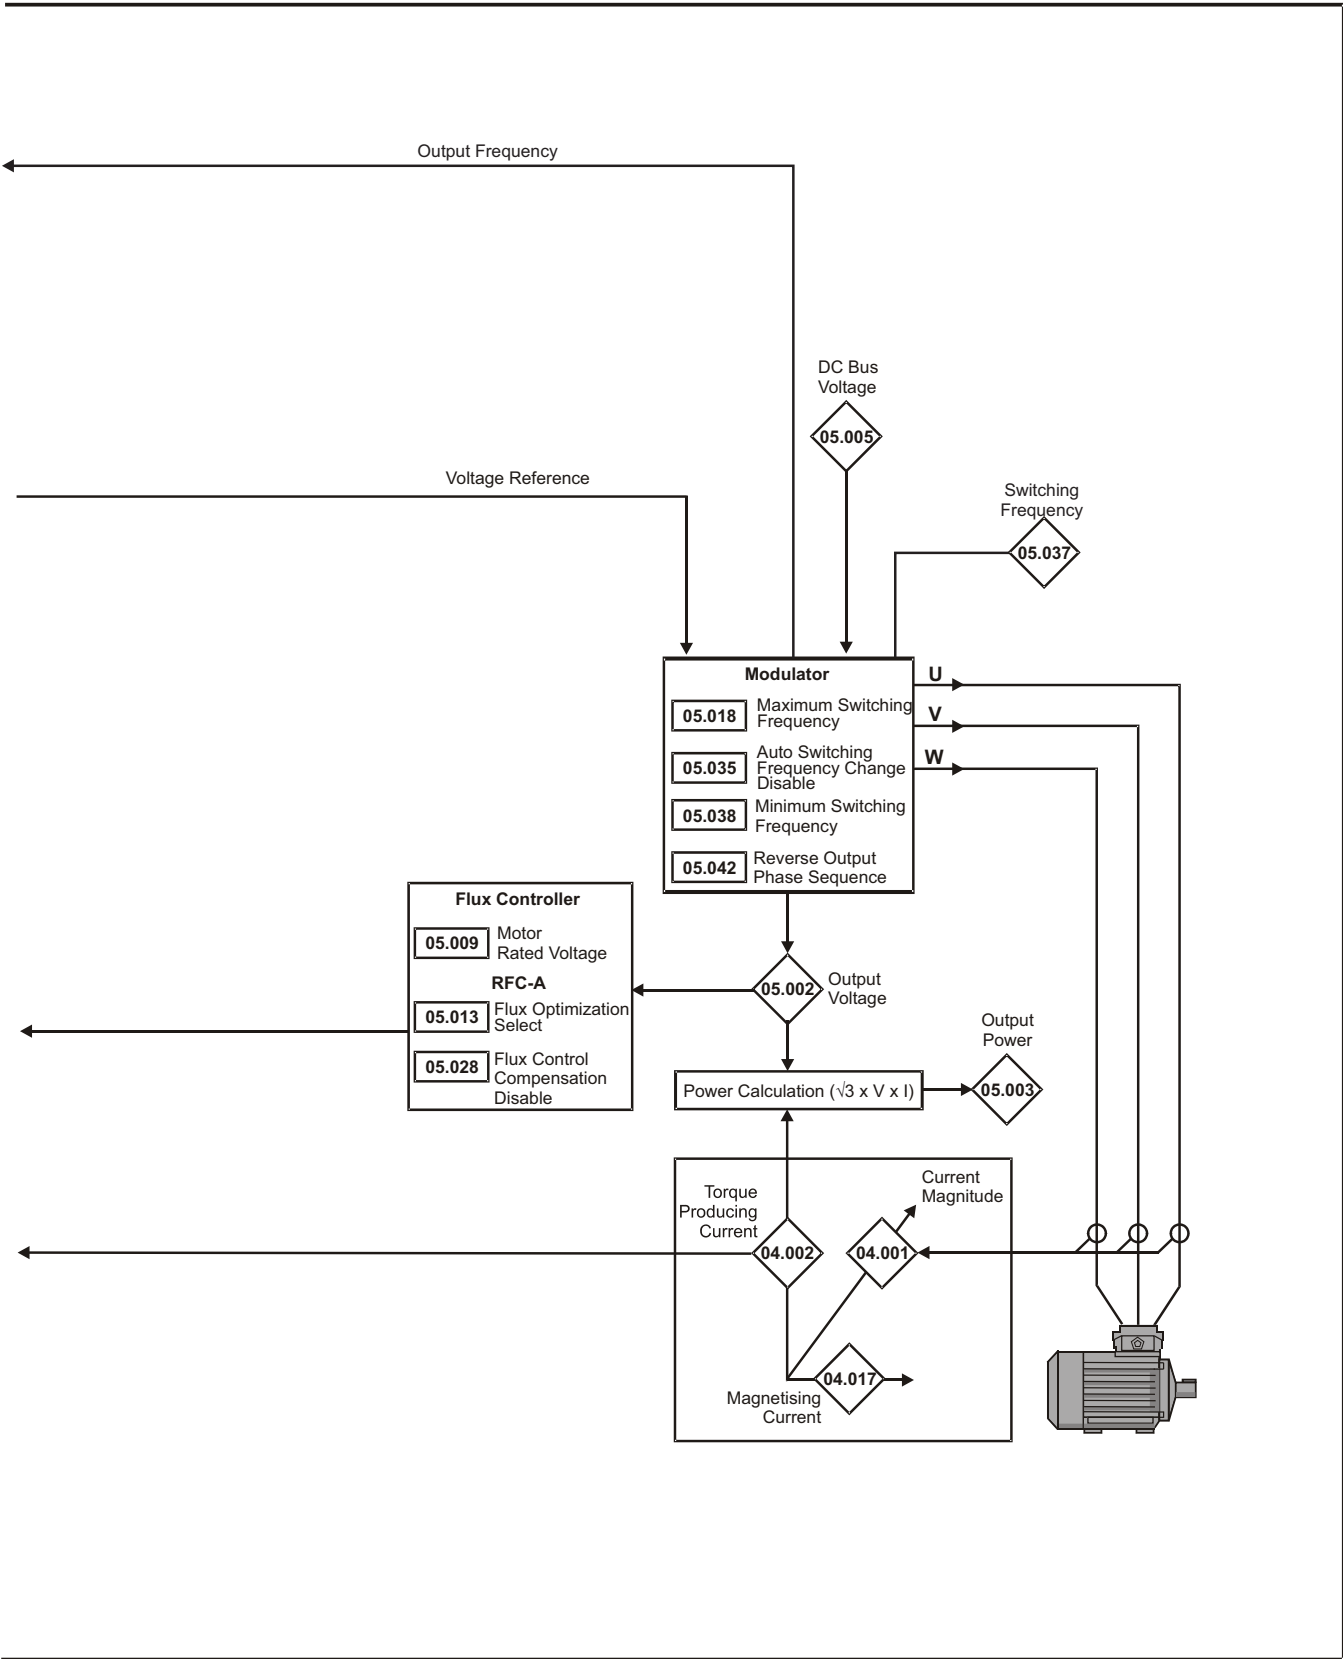 Output Frequency
DC Bus
Voltage
05.005
Voltage Reference
Switching
Frequency
05.037
Modulator
05.018
Maximum Switching
Frequency
05.035
Auto Switching
Frequency Change
Disable
05.038
Minimum Switching
Frequency
05.042
Reverse Output
Phase Sequence
U
V
W
Flux Controller
05.009
Motor
Rated Voltage
RFC-A
05.013
Flux Optimization
Select
05.028
Flux Control
Compensation
Disable
05.002
Output
Voltage
Output
Power
Power Calculation (√3 x V x I)
05.003
Torque
Producing
Current
04.002
Current
Magnitude
04.001
04.017
Magnetising
Current